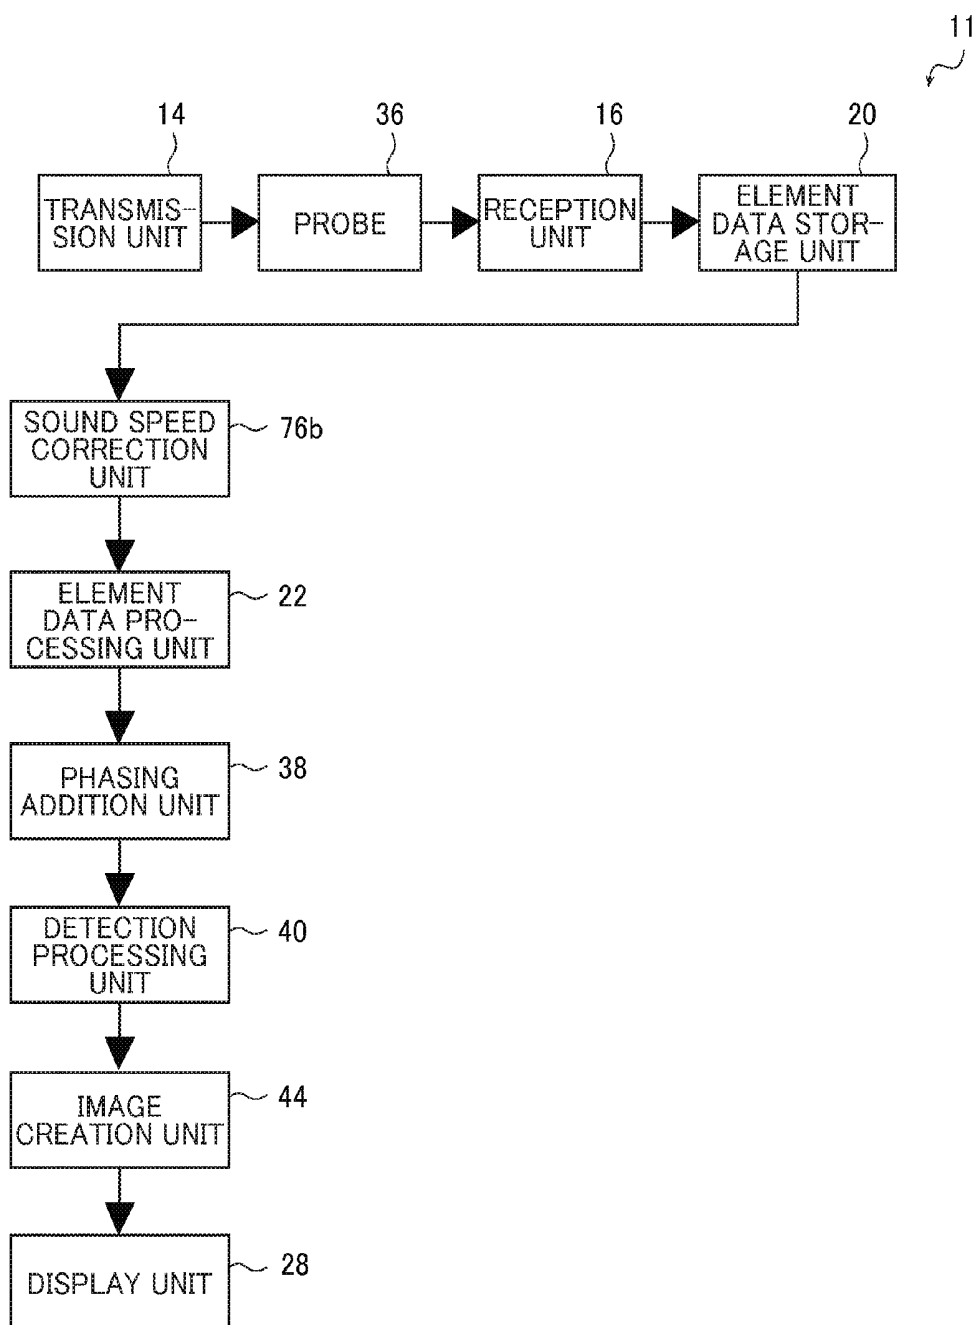 11
14
36
16
20
TRANSMIS-
SION UNIT
PROBE
RECEPTION
UNIT
ELEMENT
DATA STOR-
AGE UNIT
SOUND SPEED
CORRECTION
UNIT
76b
ELEMENT
DATA PRO-
CESSING UNIT
22
PHASING
ADDITION UNIT
38
DETECTION
PROCESSING
UNIT
40
IMAGE
CREATION UNIT
44
DISPLAY UNIT
28